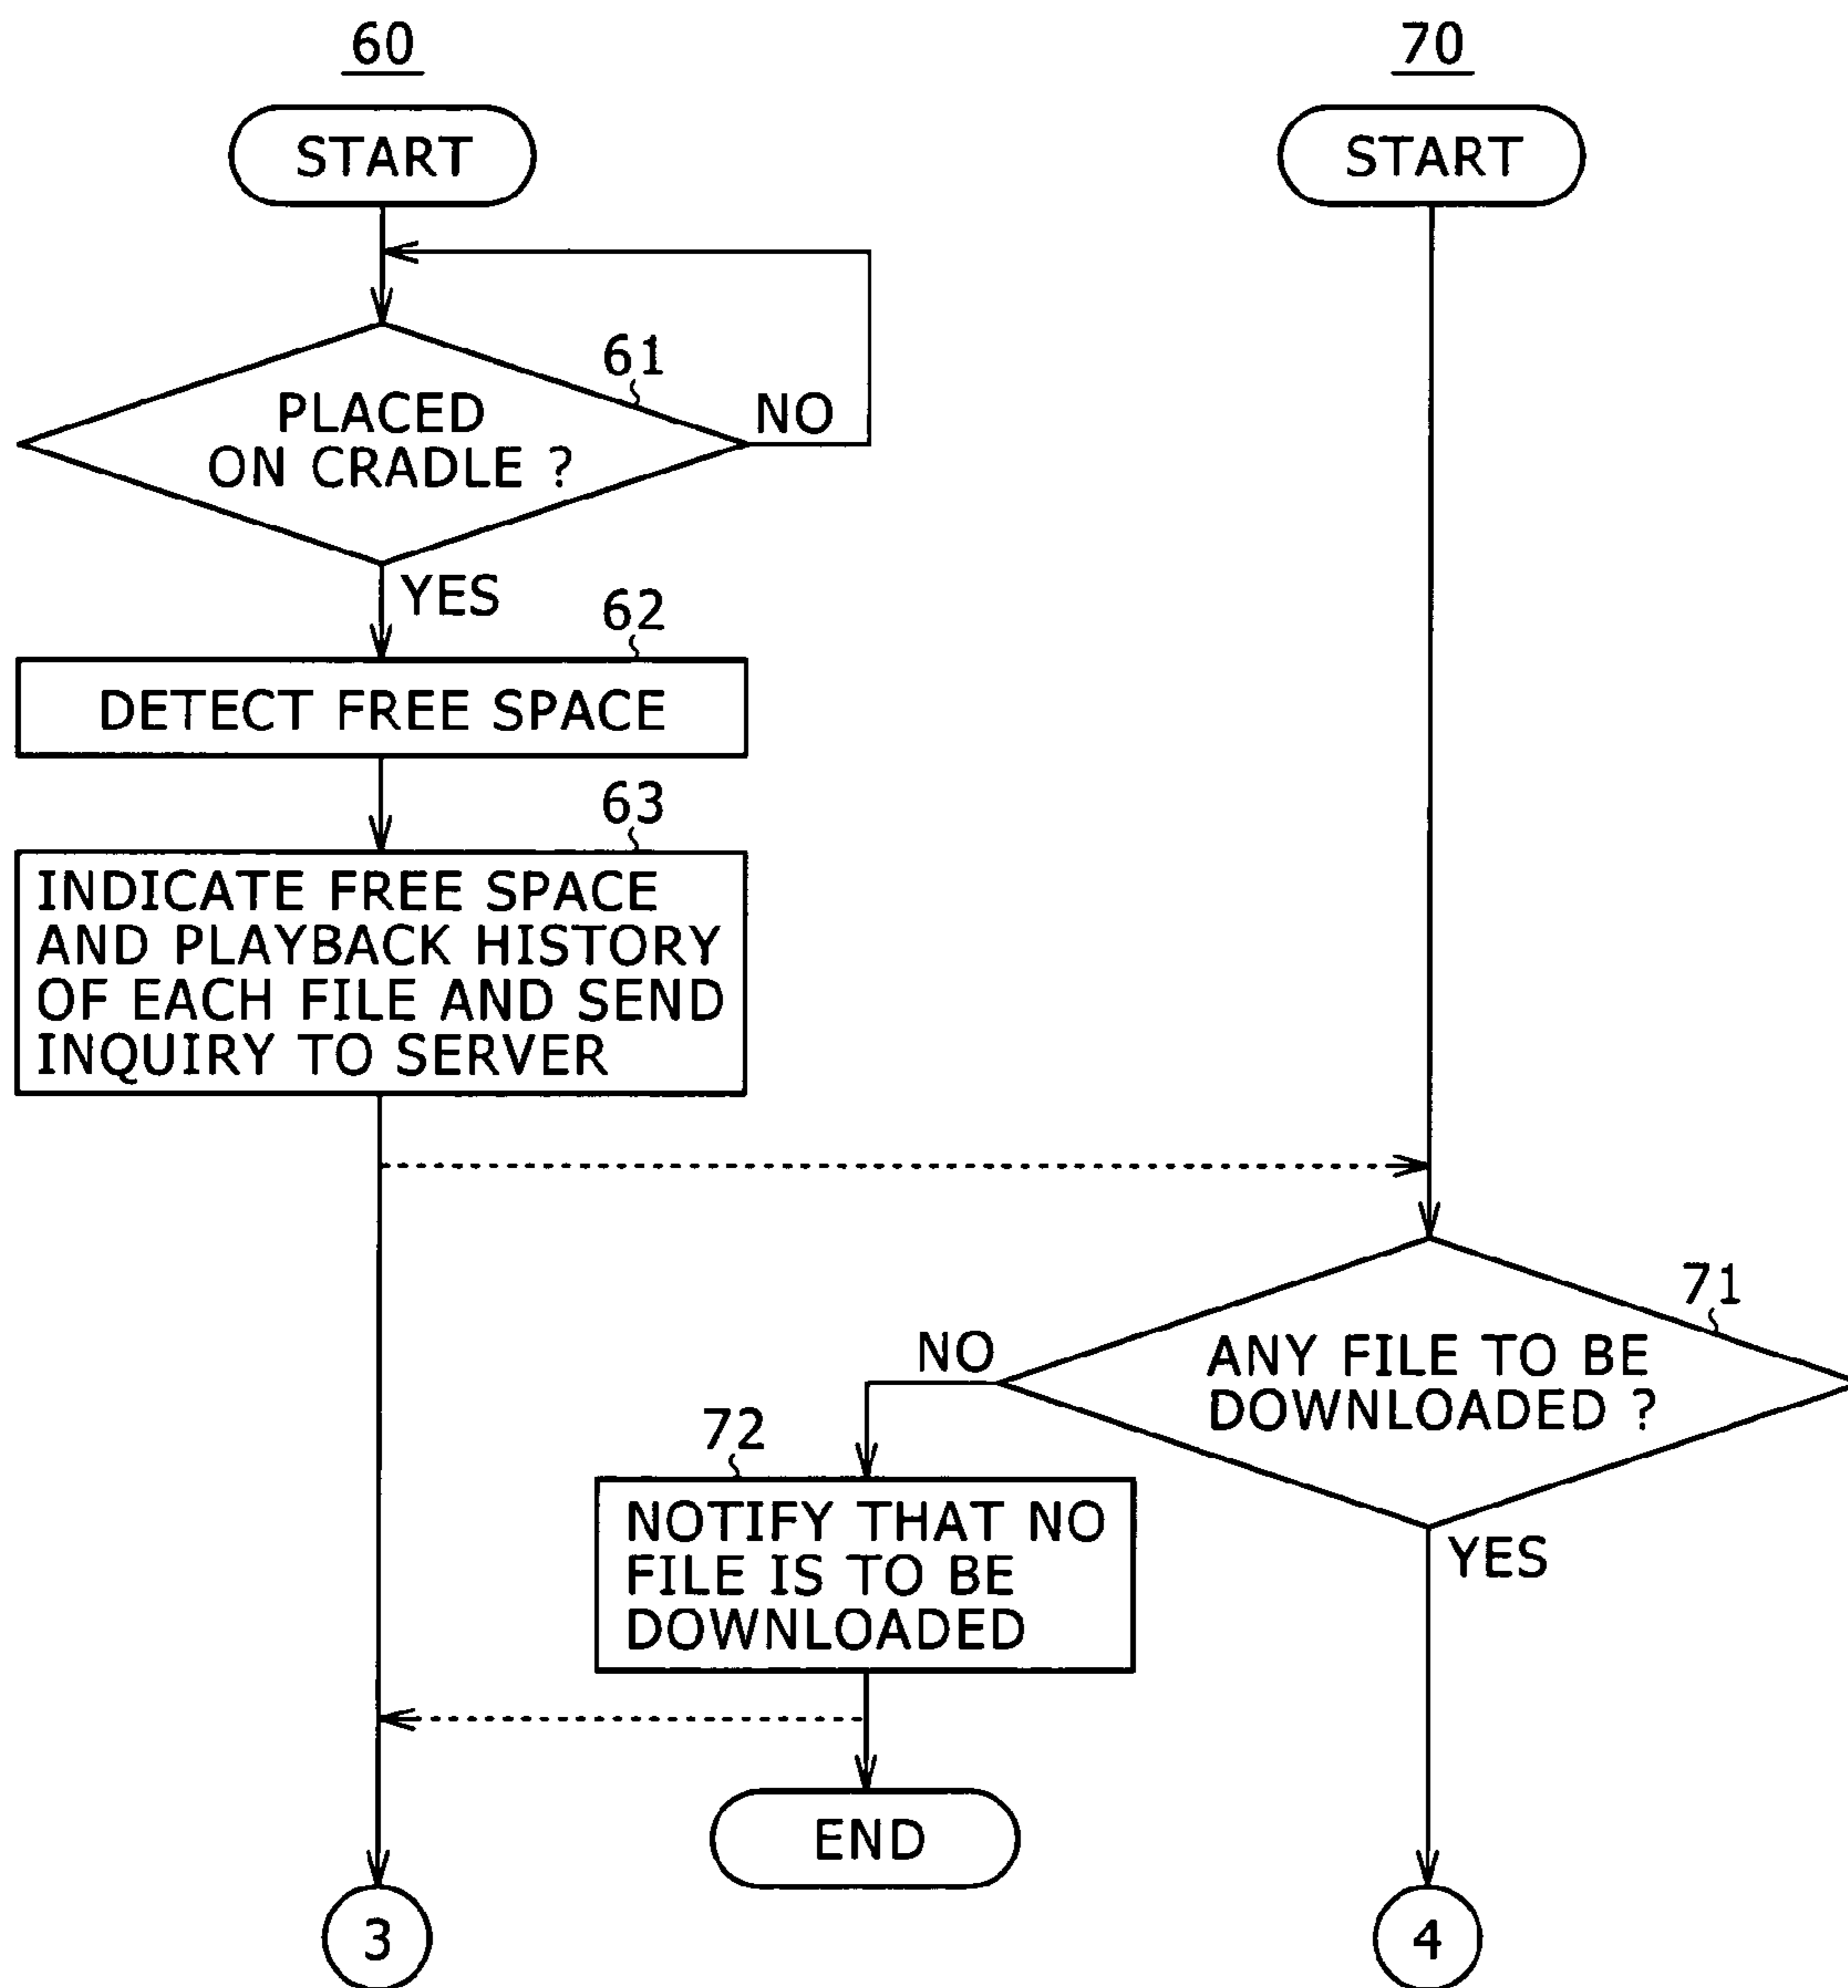 60
START
61
PLACED
ON CRADLE ?
NO
YES
62
DETECT FREE SPACE
63
INDICATE FREE SPACE
AND PLAYBACK HISTORY
OF EACH FILE AND SEND
INQUIRY TO SERVER
3
70
START
71
ANY FILE TO BE
DOWNLOADED ?
NO
72
NOTIFY THAT NO
FILE IS TO BE
DOWNLOADED
END
YES
4